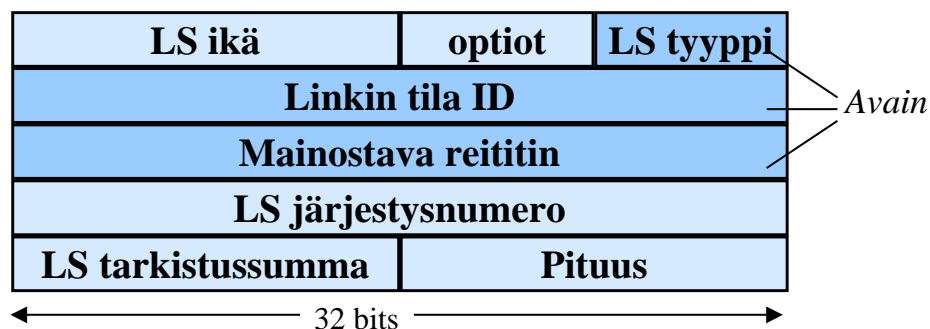 LS ikä optiot LS tyyppi
Linkin tila ID
Avain
Mainostava reititin
LS järjestysnumero
LS tarkistussumma Pituus
32 bits